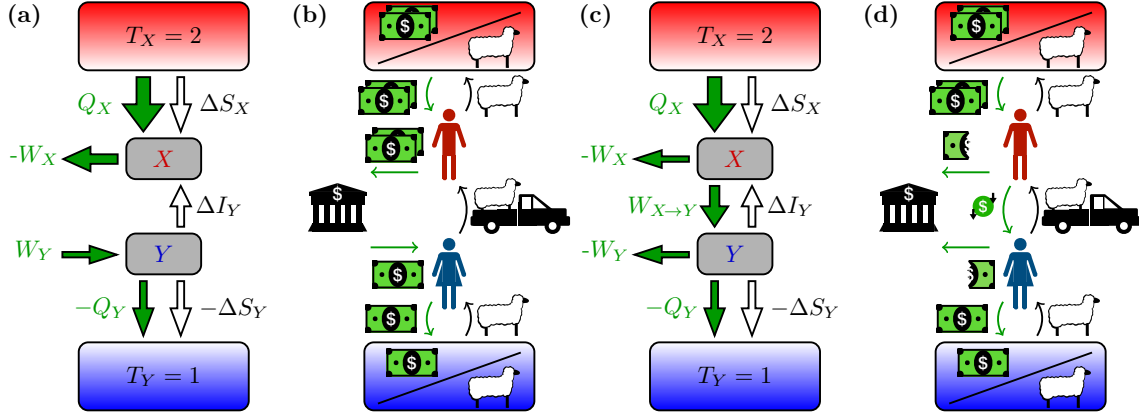 (a)
T_X = 2
Q_X
ΔS_X
-W_X
X
ΔI_Y
W_Y
Y
−Q_Y
−ΔS_Y
T_Y = 1
(b)
$
$
$
$
$
$
$
(c)
T_X = 2
Q_X
ΔS_X
-W_X
X
W_{X→Y}
ΔI_Y
-W_Y
Y
−Q_Y
−ΔS_Y
T_Y = 1
(d)
$
$
$
$
$
$